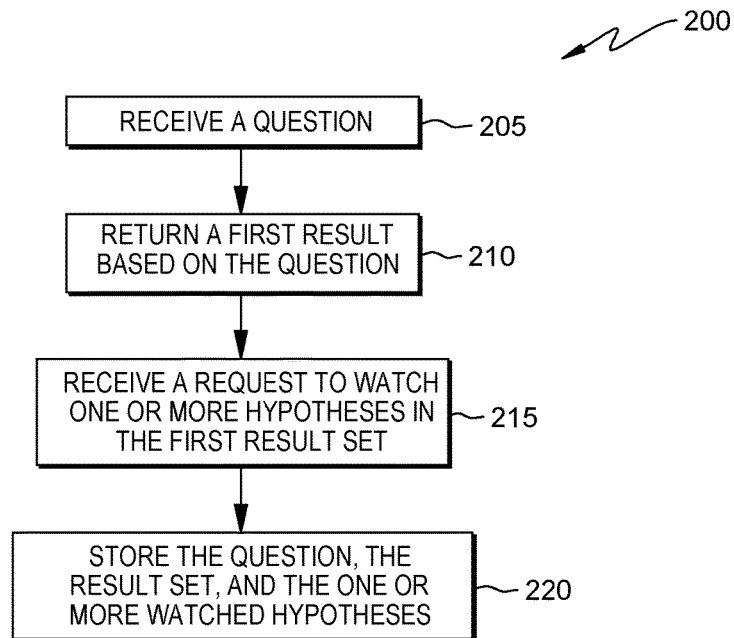 200
RECEIVE A QUESTION
205
RETURN A FIRST RESULT
BASED ON THE QUESTION
210
RECEIVE A REQUEST TO WATCH
ONE OR MORE HYPOTHESES IN
THE FIRST RESULT SET
215
STORE THE QUESTION, THE
RESULT SET, AND THE ONE OR
MORE WATCHED HYPOTHESES
220